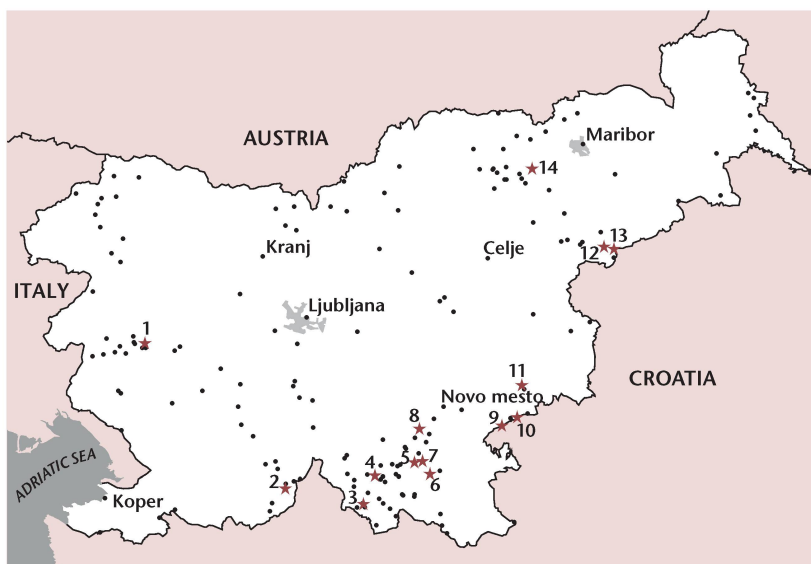 AUSTRIA
Maribor
14
Kranj
Celje
12
13
ITALY
Ljubljana
1
CROATIA
11
Novo mesto
8
9
10
ADRIATIC SEA
4
5
7
6
2
3
Koper